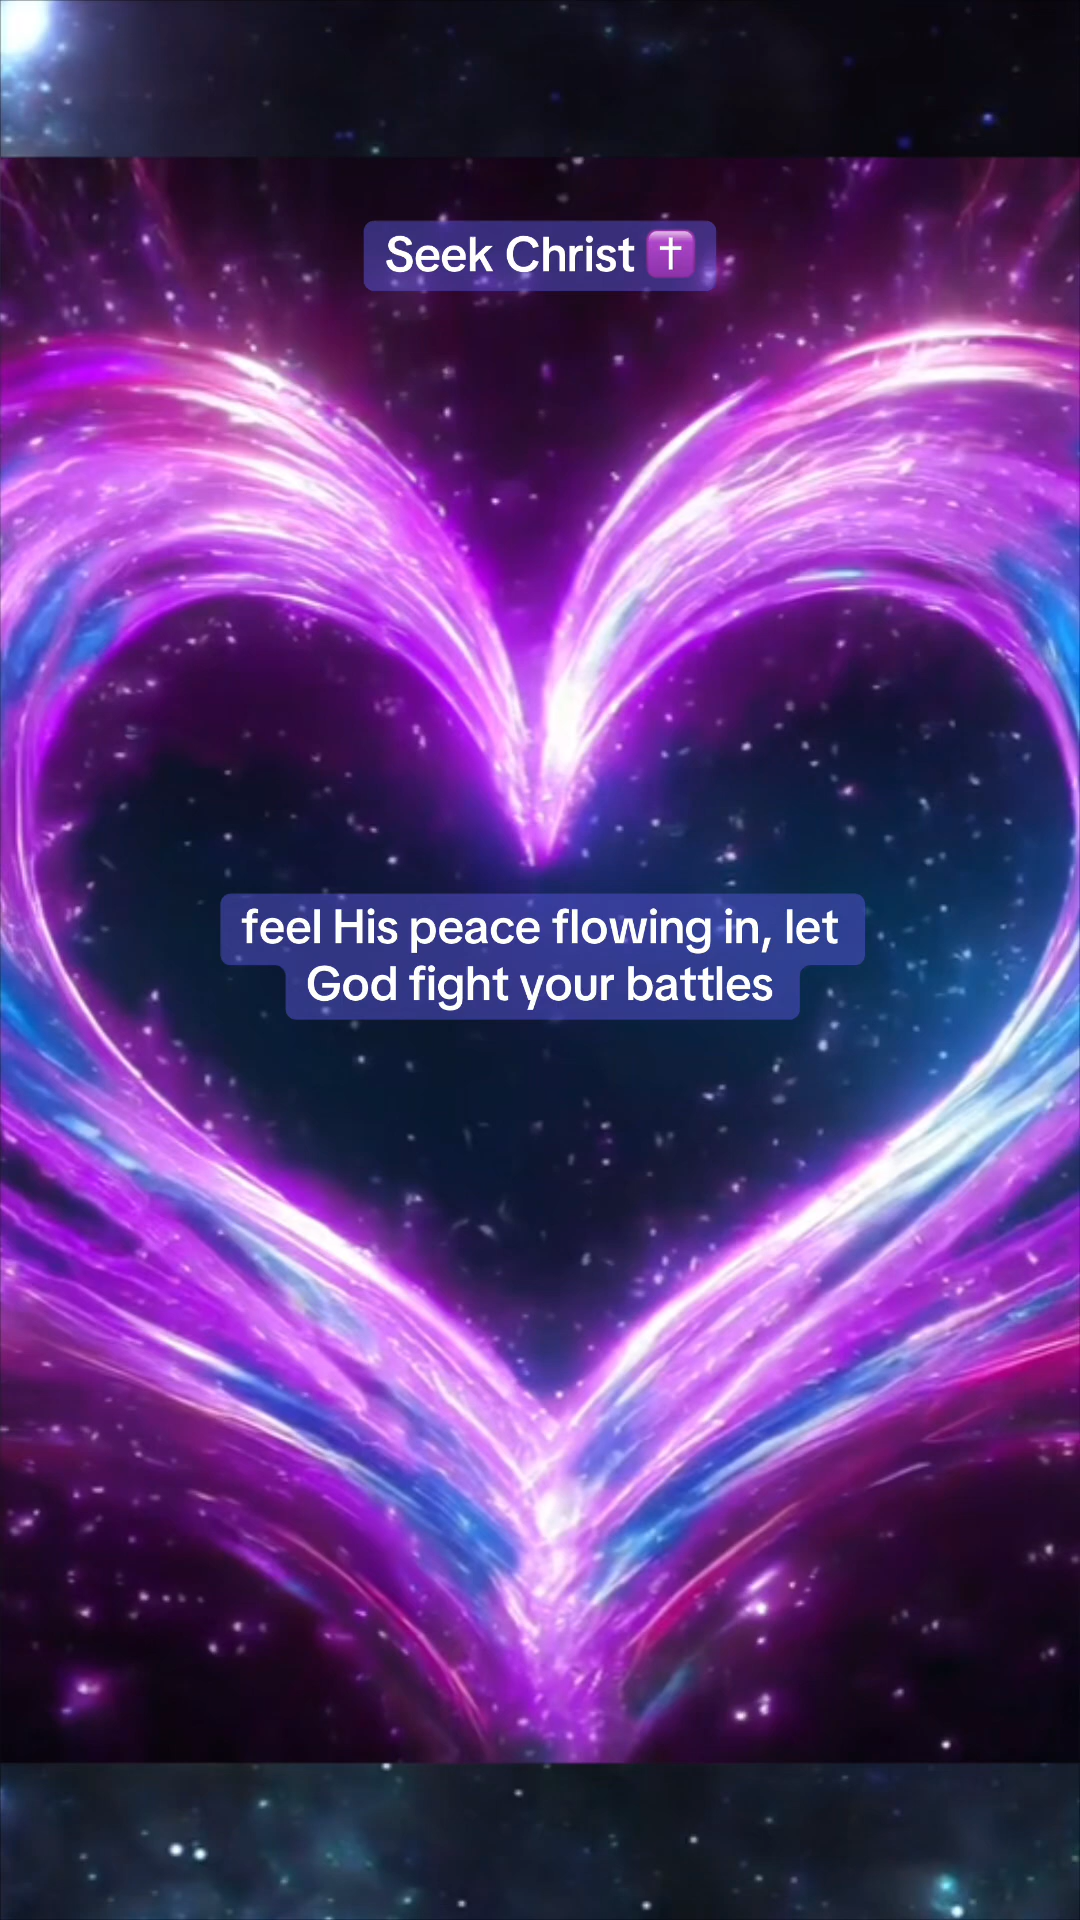 Seek Christ ✝️
feel His peace flowing in, let
God fight your battles